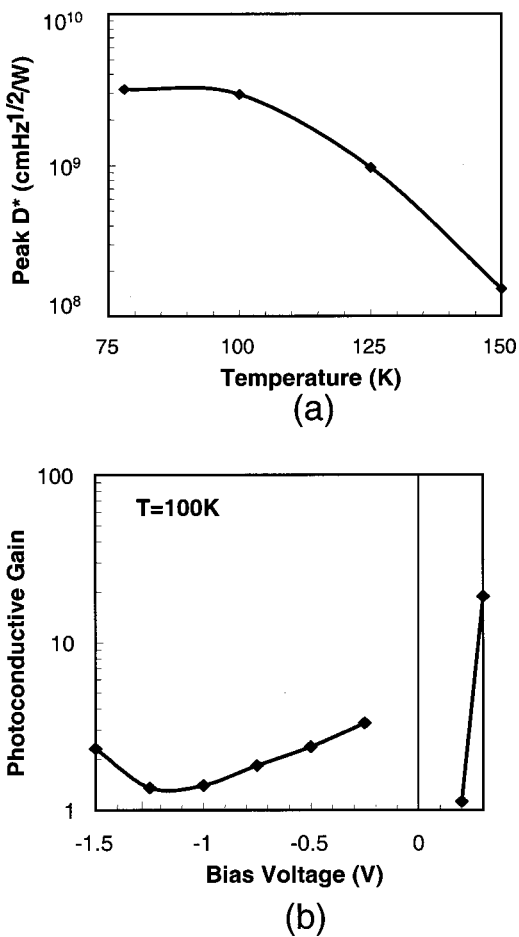 10^10
10^9
10^8
Peak D* (cmHz^1/2/W)
75 100 125 150
Temperature (K)
(a)
100
10
1
Photoconductive Gain
T=100K
-1.5 -1 -0.5 0
Bias Voltage (V)
(b)